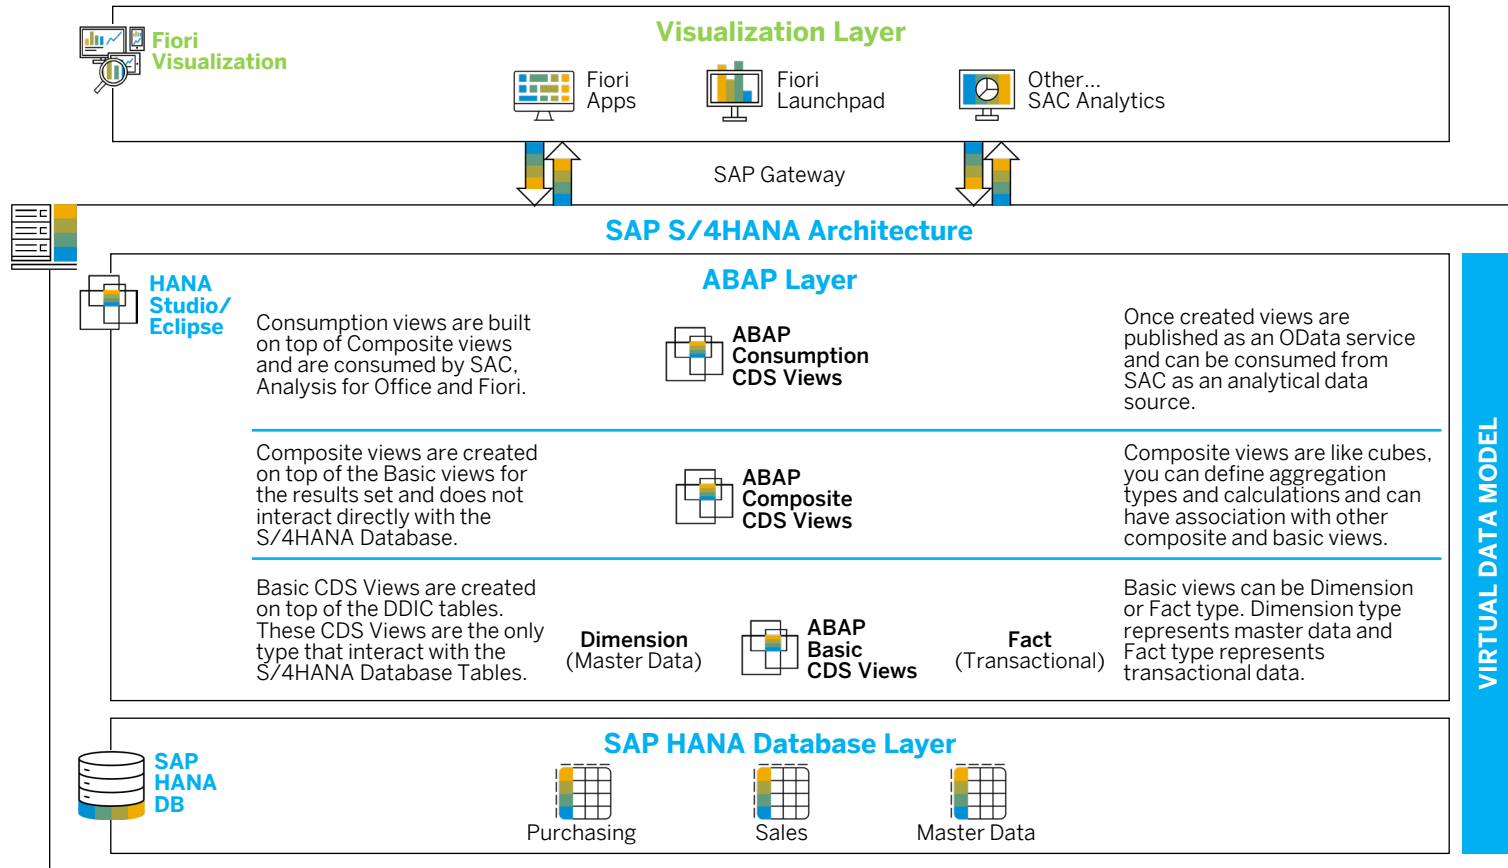 Fiori
Visualization
Visualization Layer
Fiori
Apps
Fiori
Launchpad
Other...
SAC Analytics
SAP Gateway
SAP S/4HANA Architecture
HANA
Studio/
Eclipse
ABAP Layer
Consumption views are built
on top of Composite views
and are consumed by SAC,
Analysis for Office and Fiori.
ABAP
Consumption
CDS Views
Once created views are
published as an OData service
and can be consumed from
SAC as an analytical data
source.
Composite views are created
on top of the Basic views for
the results set and does not
interact directly with the
S/4HANA Database.
ABAP
Composite
CDS Views
Composite views are like cubes,
you can define aggregation
types and calculations and can
have association with other
composite and basic views.
Basic CDS Views are created
on top of the DDIC tables.
These CDS Views are the only
type that interact with the
S/4HANA Database Tables.
Dimension
(Master Data)
ABAP
Basic
CDS Views
Fact
(Transactional)
Basic views can be Dimension
or Fact type. Dimension type
represents master data and
Fact type represents
transactional data.
VIRTUAL DATA MODEL
SAP
HANA
DB
SAP HANA Database Layer
Purchasing
Sales
Master Data